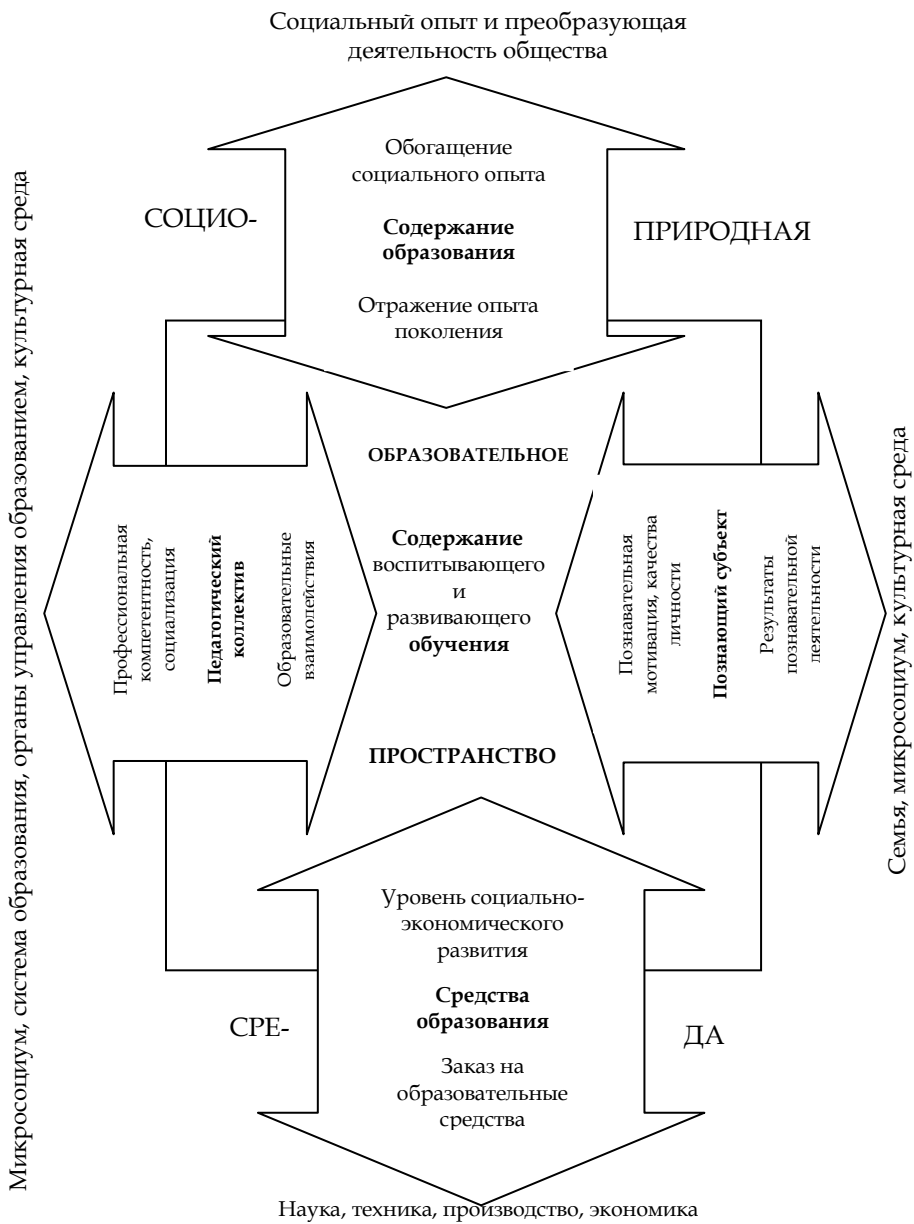 Социальный опыт и преобразующая
деятельность общества
Обогащение
социального опыта
СОЦИО-
Содержание
образования
ПРИРОДНАЯ
Отражение опыта
поколения
Микросоциум, система образования, органы управления образованием, культурная среда
ОБРАЗОВАТЕЛЬНОЕ
Профессиональная
компетентность,
социализация
Педагогический
коллектив
Образовательные
взаимолействия
Содержание
воспитывающего
и
развивающего
обучения
Познавательная
мотивация, качества
личности
Познающий субъект
Результаты
познавательной
леятельности
Семья, микросоциум, культурная среда
ПРОСТРАНСТВО
Уровень социально-
экономического
развития
Средства
образования
СРЕ-
ДА
Заказ на
образовательные
средства
Наука, техника, производство, экономика